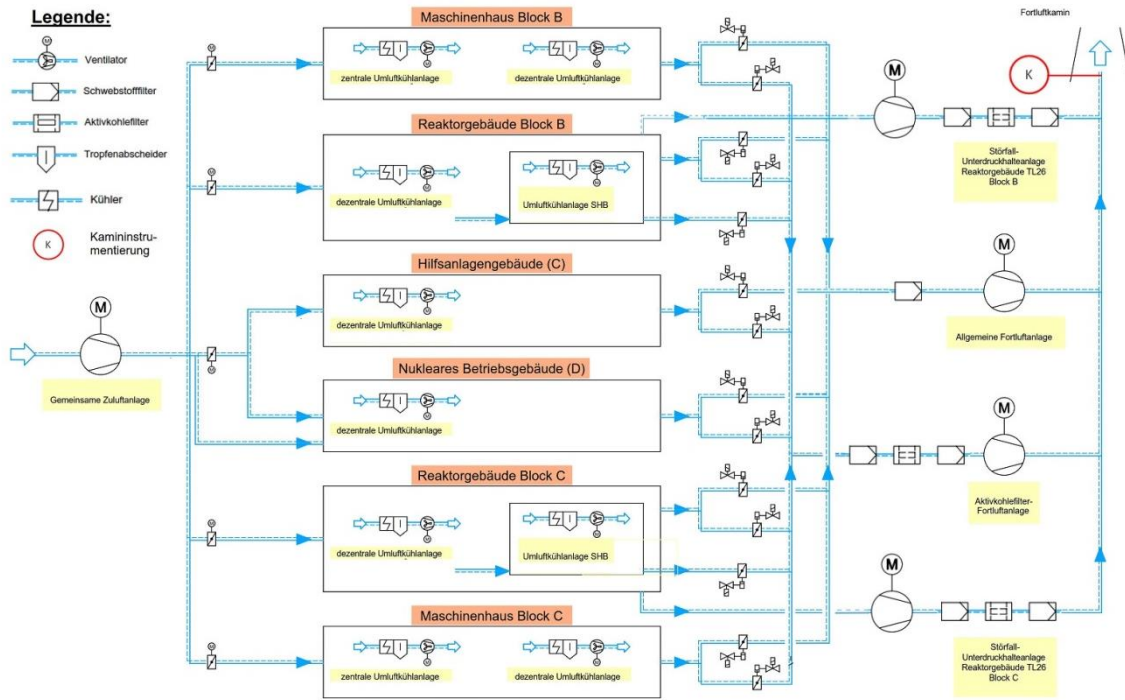 Legende:
M
Ventilator
Schwebstofffilter
Aktivkohlefilter
Tropfenabscheider
Kühler
K
Kamininstru-
mentierung
M
Gemeinsame Zuluftanlage
M
M
M
M
M
Maschinenhaus Block B
M
M
zentrale Umluftkühlanlage
dezentrale Umluftkühlanlage
Reaktorgebäude Block B
M
M
dezentrale Umluftkühlanlage
Umluftkühlanlage SHB
Hilfsanlagengebäude (C)
M
dezentrale Umluftkühlanlage
Nukleares Betriebsgebäude (D)
M
dezentrale Umluftkühlanlage
Reaktorgebäude Block C
M
M
dezentrale Umluftkühlanlage
Umluftkühlanlage SHB
Maschinenhaus Block C
M
M
zentrale Umluftkühlanlage
dezentrale Umluftkühlanlage
Fortluftkamin
K
M
Störfall-
Unterdruckhalteanlage
Reaktorgebäude TL26
Block B
M
Allgemeine Fortluftanlage
M
Aktivkohlefilter-
Fortluftanlage
M
Störfall-
Unterdruckhalteanlage
Reaktorgebäude TL26
Block C